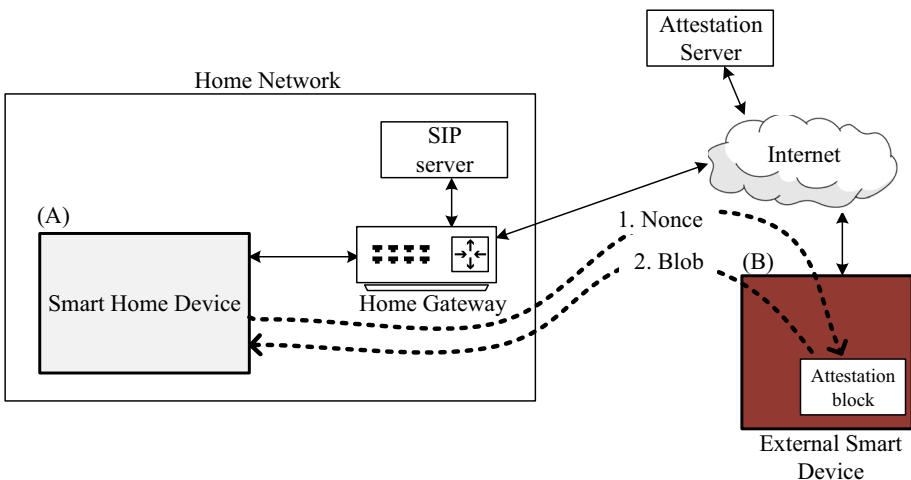 Attestation
Server
Home Network
SIP
server
Internet
(A)
1. Nonce
2. Blob
(B)
Smart Home Device
Home Gateway
Attestation
block
External Smart
Device